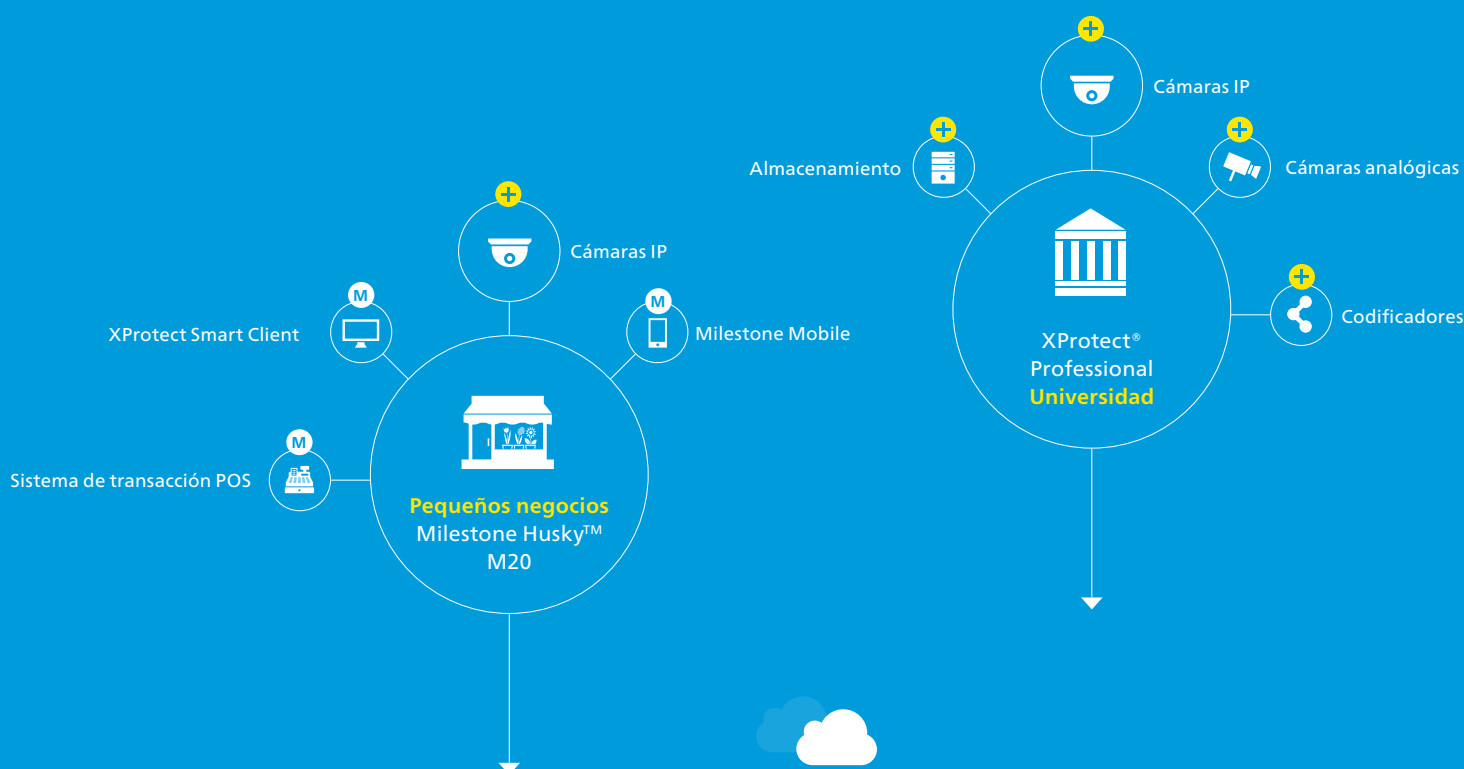 Cámaras IP
Almacenamiento
Cámaras analógicas
Codificadores
XProtect®
Professional
Universidad
Cámaras IP
M
M
XProtect Smart Client
Milestone Mobile
M
Sistema de transacción POS
Pequeños negocios
Milestone Husky™
M20